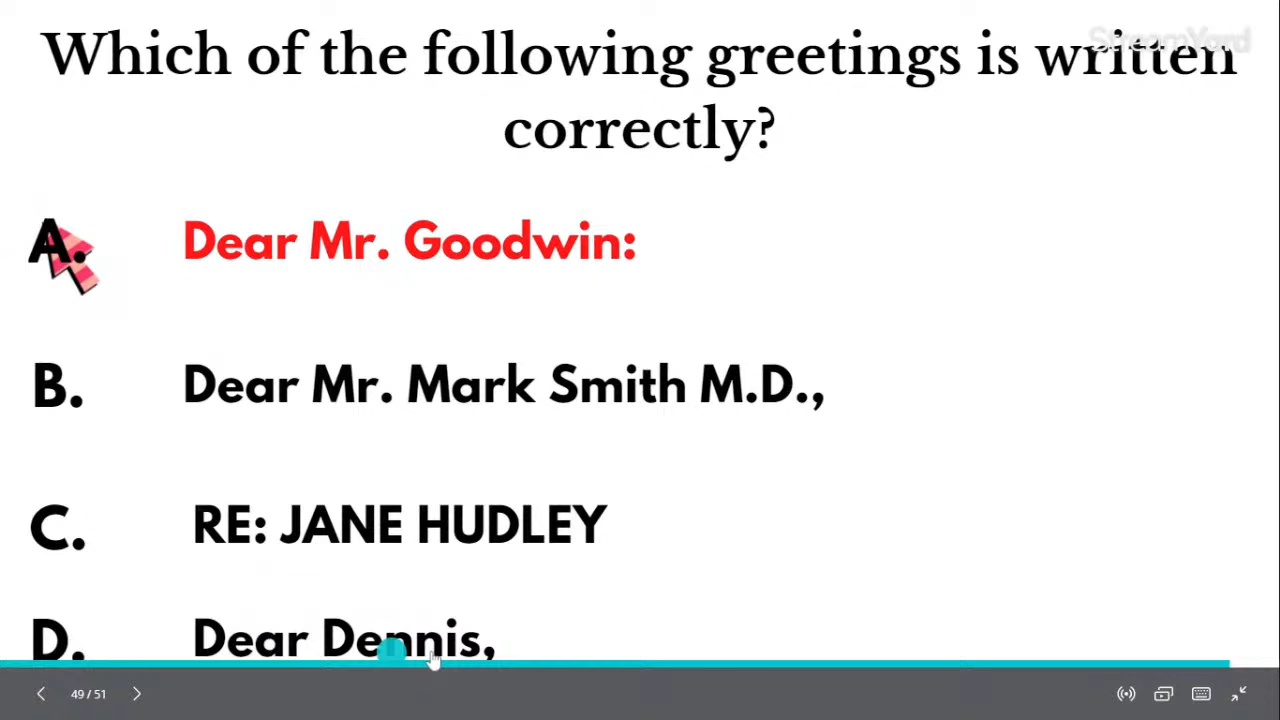 StreamYard
Which of the following greetings is written
correctly?
A. Dear Mr. Goodwin:
B. Dear Mr. Mark Smith M.D.,
C. RE: JANE HUDLEY
D. Dear Dennis,
49 / 51